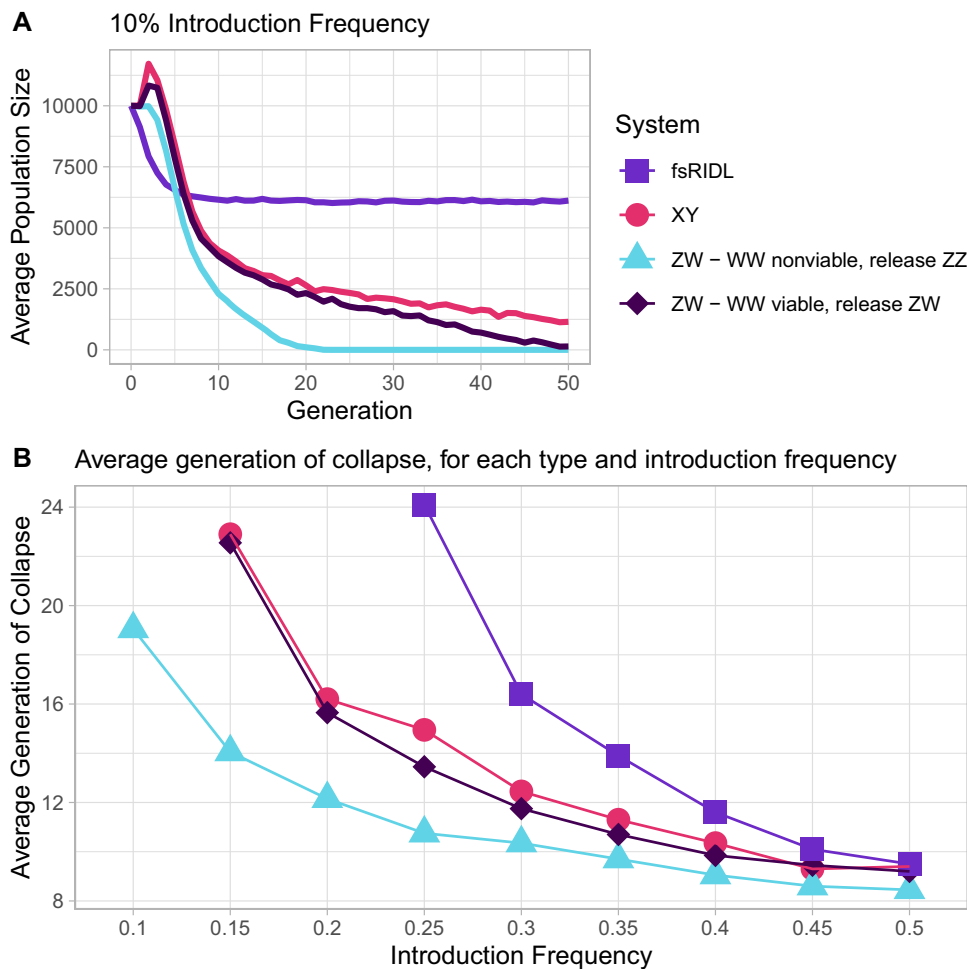 A
10% Introduction Frequency
Average Population Size
10000
7500
5000
2500
0
0 10 20 30 40 50
Generation
System
fsRIDL
XY
ZW − WW nonviable, release ZZ
ZW − WW viable, release ZW
B
Average generation of collapse, for each type and introduction frequency
Average Generation of Collapse
24
20
16
12
8
0.1 0.15 0.2 0.25 0.3 0.35 0.4 0.45 0.5
Introduction Frequency